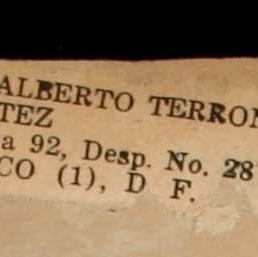 ALBERTO TERRON
TEZ
a 92, Desp. No. 28
CO (1), D F.